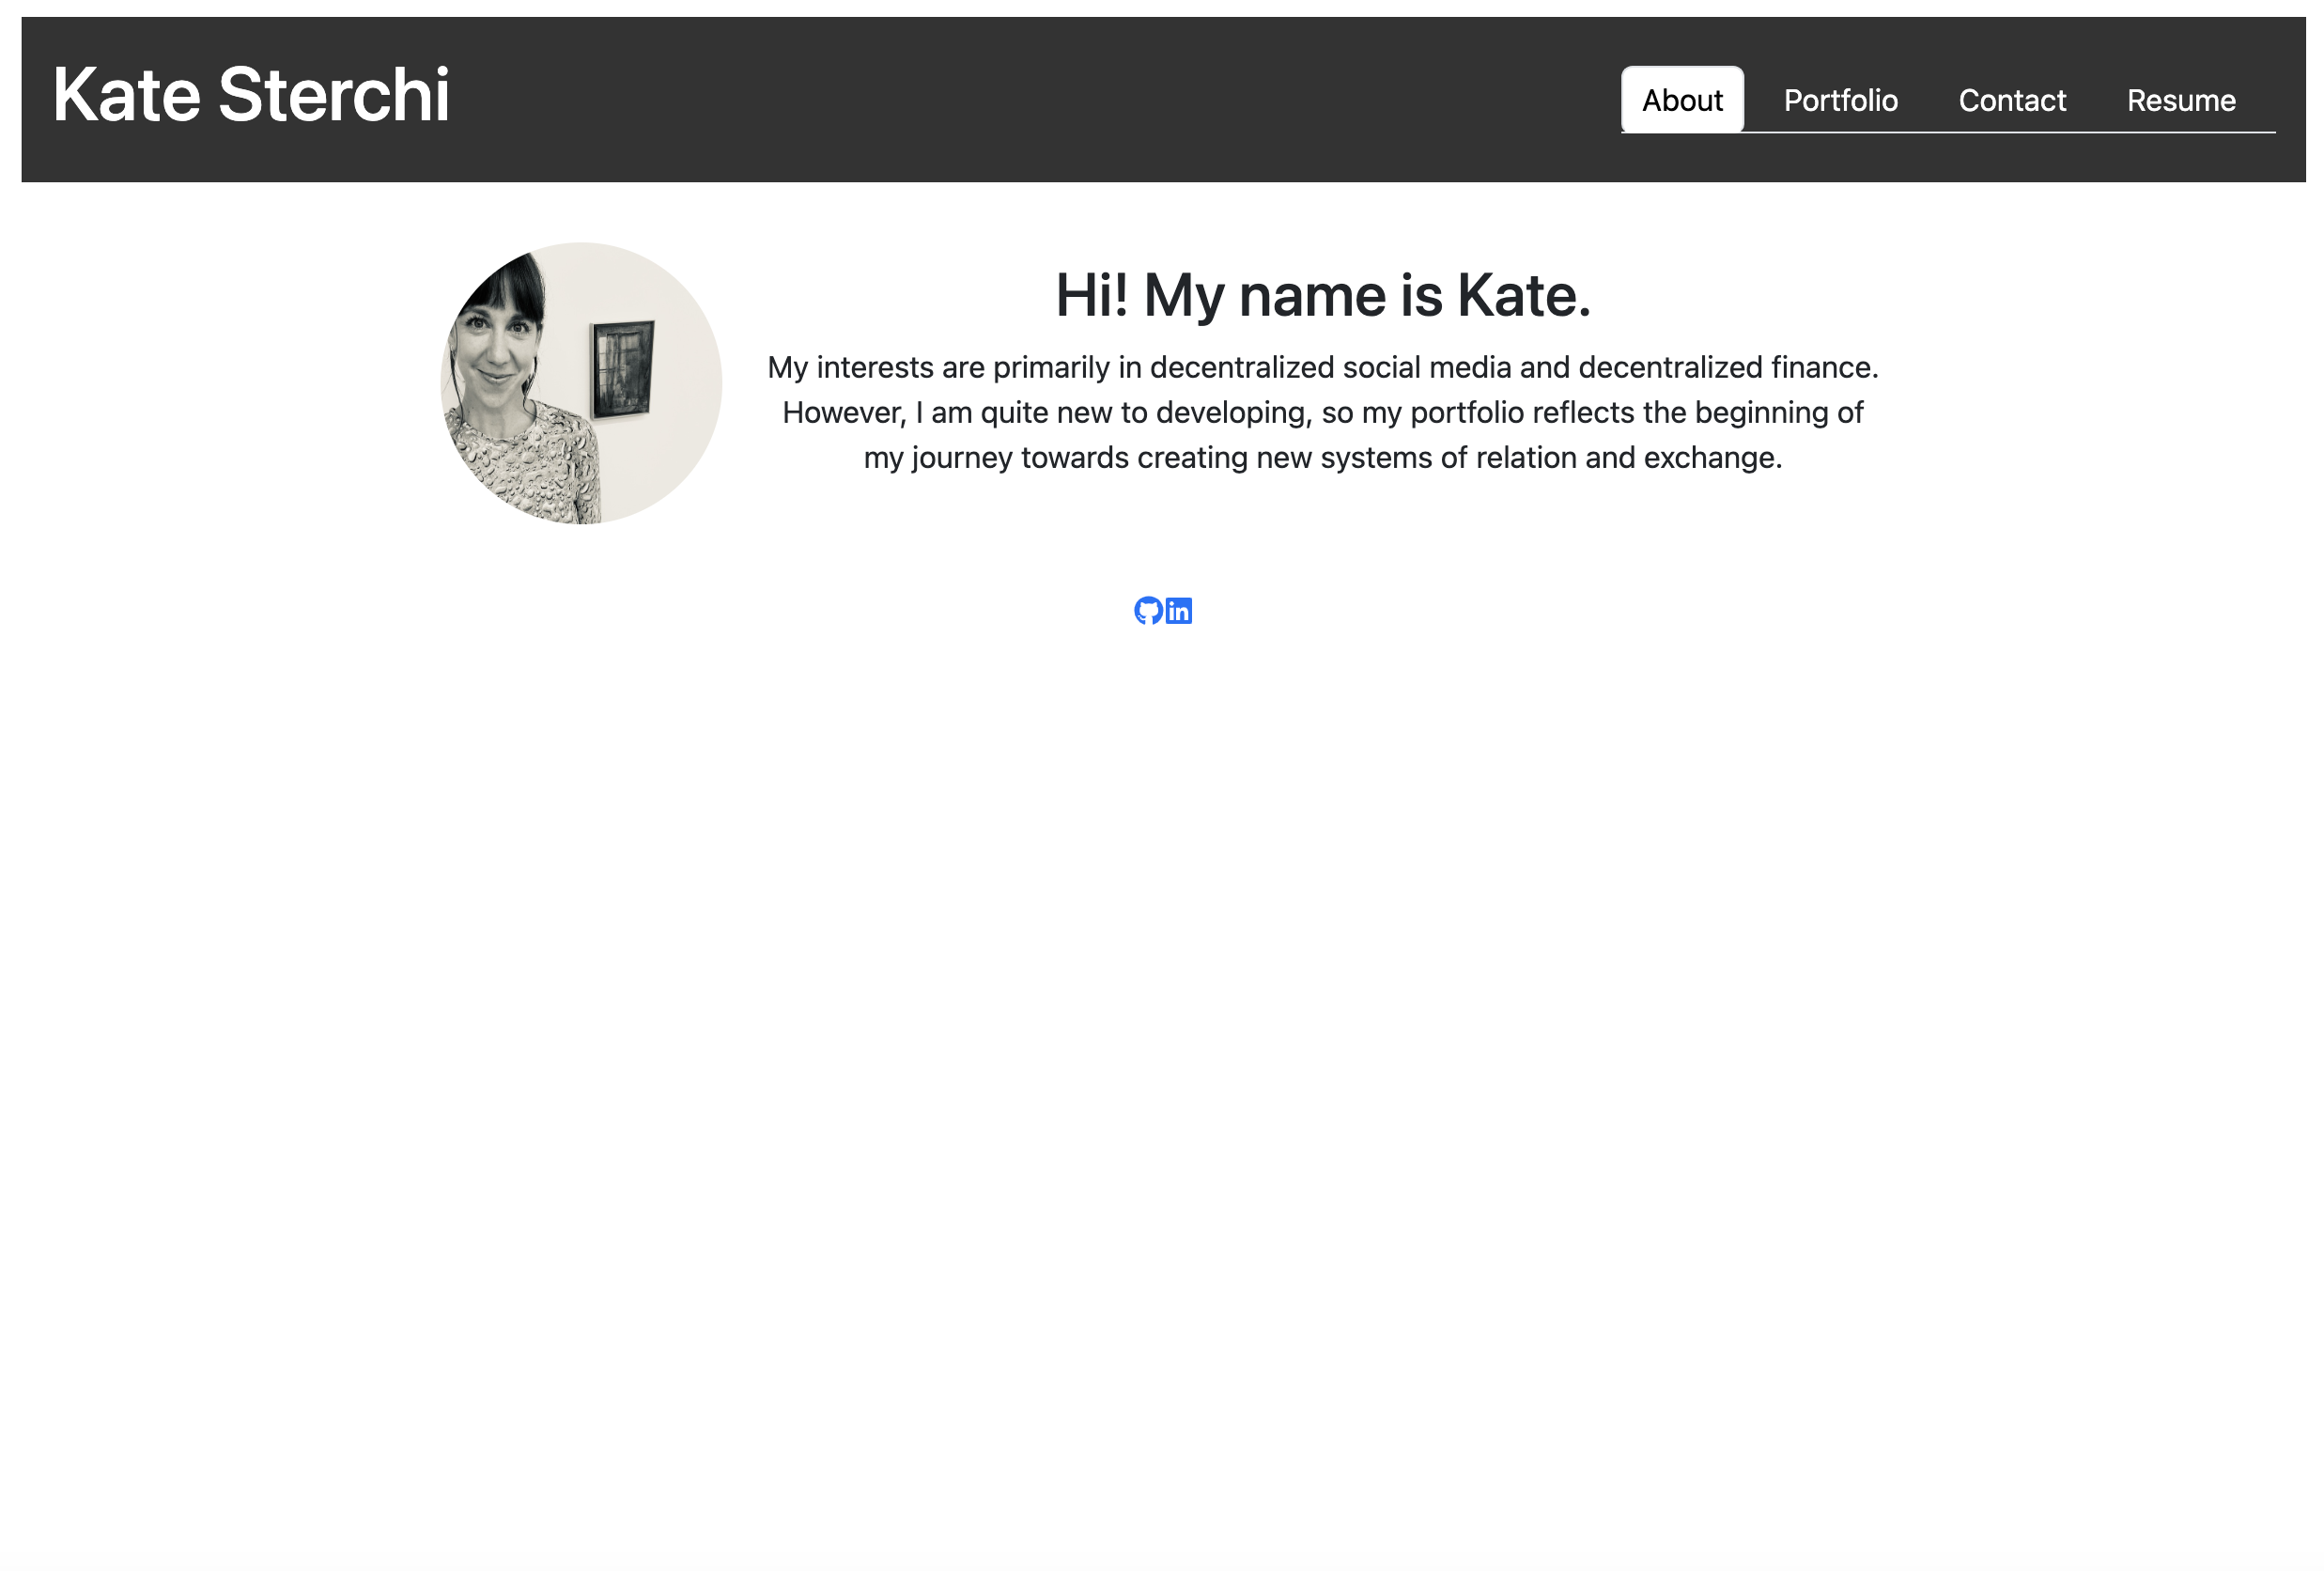 Kate Sterchi
About
Portfolio
Contact
Resume
Hi! My name is Kate.
My interests are primarily in decentralized social media and decentralized finance.
However, I am quite new to developing, so my portfolio reflects the beginning of
my journey towards creating new systems of relation and exchange.
in